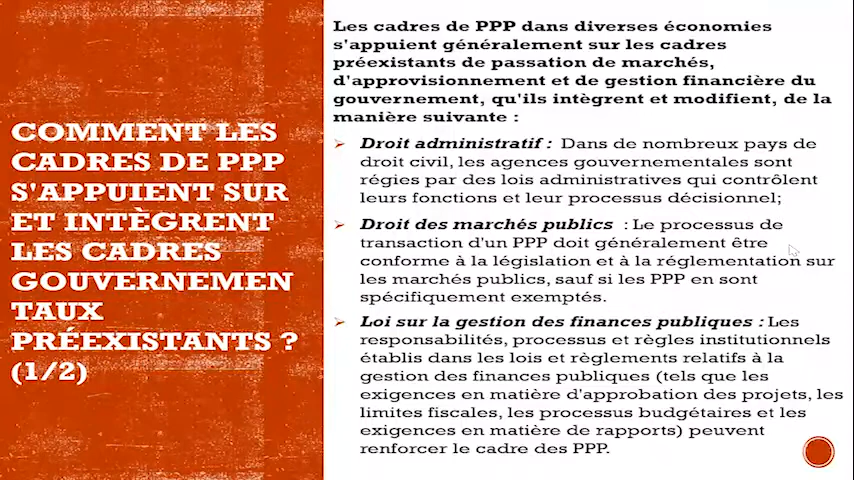 COMMENT LES
CADRES DE PPP
S'APPUIENT SUR
ET INTÈGRENT
LES CADRES
GOUVERNEMEN
TAUX
PRÉEXISTANTS ?
(1/2)
Les cadres de PPP dans diverses économies
s'appuient généralement sur les cadres
préexistants de passation de marchés,
d'approvisionnement et de gestion financière du
gouvernement, qu'ils intègrent et modifient, de la
manière suivante :
➢ Droit administratif : Dans de nombreux pays de
droit civil, les agences gouvernementales sont
régies par des lois administratives qui contrôlent
leurs fonctions et leur processus décisionnel;
➢ Droit des marchés publics : Le processus de
transaction d'un PPP doit généralement être
conforme à la législation et à la réglementation sur
les marchés publics, sauf si les PPP en sont
spécifiquement exemptés.
➢ Loi sur la gestion des finances publiques : Les
responsabilités, processus et règles institutionnels
établis dans les lois et règlements relatifs à la
gestion des finances publiques (tels que les
exigences en matière d'approbation des projets, les
limites fiscales, les processus budgétaires et les
exigences en matière de rapports) peuvent
renforcer le cadre des PPP.